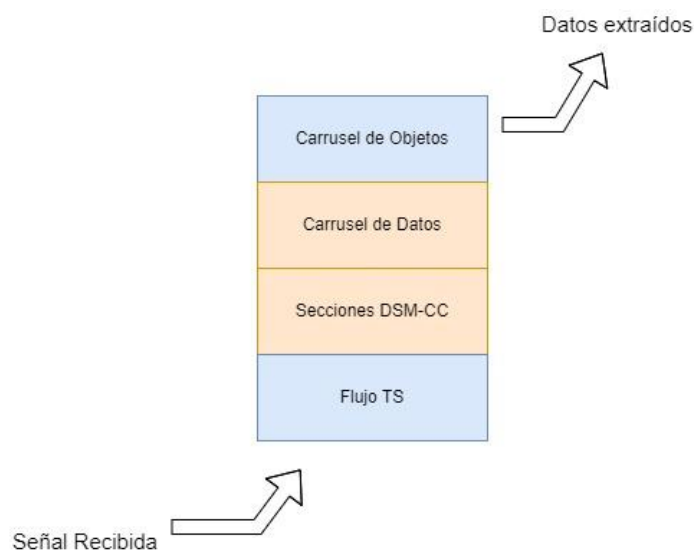 Datos extraídos
Carrusel de Objetos
Carrusel de Datos
Secciones DSM-CC
Flujo TS
Señal Recibida